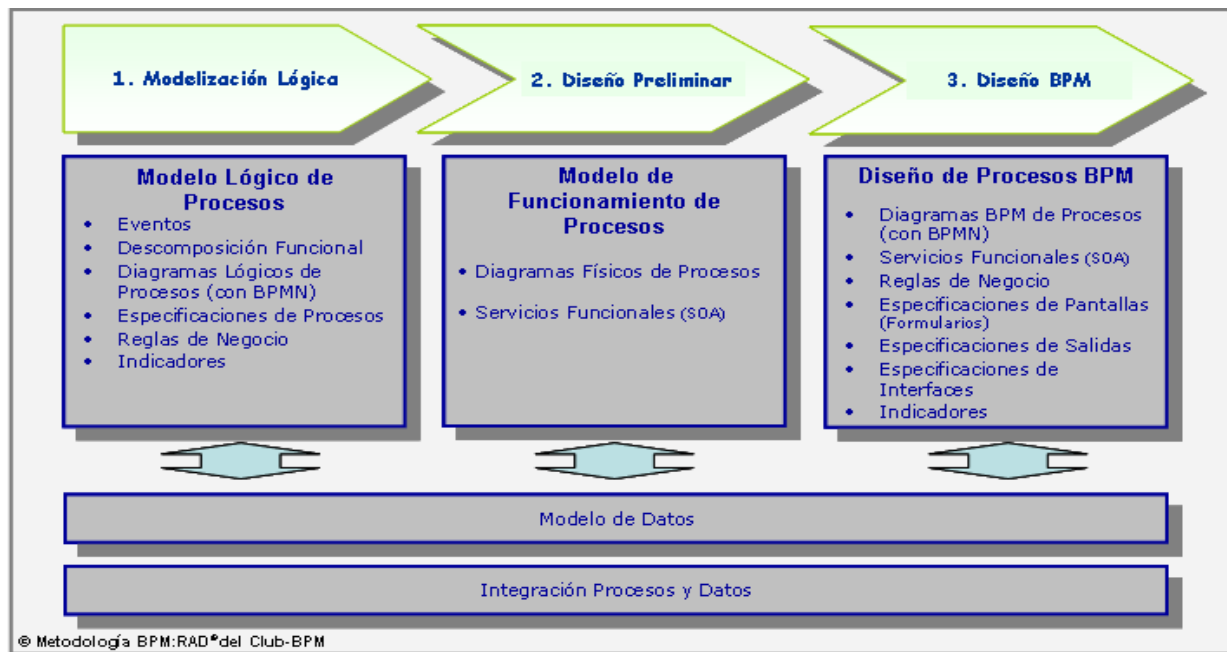 1. Modelización Lógica
2. Diseño Preliminar
3. Diseño BPM
Modelo Lógico de
Procesos
• Eventos
• Descomposición Funcional
• Diagramas Lógicos de
Procesos (con BPMN)
• Especificaciones de Procesos
• Reglas de Negocio
• Indicadores
Modelo de
Funcionamiento de
Procesos
• Diagramas Físicos de Procesos
• Servicios Funcionales (SOA)
Diseño de Procesos BPM
• Diagramas BPM de Procesos
(con BPMN)
• Servicios Funcionales (SOA)
• Reglas de Negocio
• Especificaciones de Pantallas
(Formularios)
• Especificaciones de Salidas
• Especificaciones de
Interfaces
• Indicadores
Modelo de Datos
Integración Procesos y Datos
© Metodología BPM:RAD® del Club-BPM